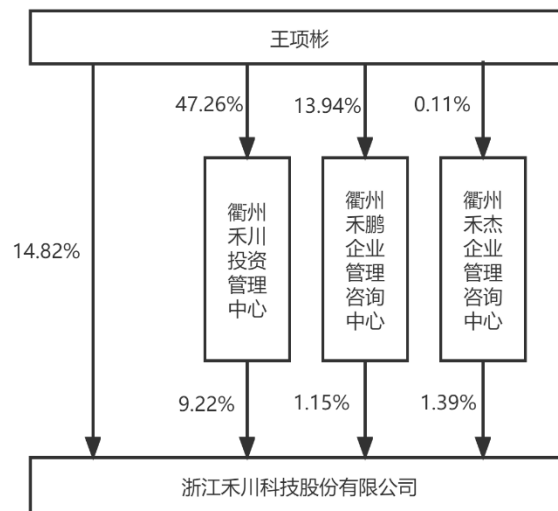 王项彬
47.26%
13.94%
0.11%
衢州
禾川
投资
管理
中心
衢州
禾鹏
企业
管理
咨询
中心
衢州
禾杰
企业
管理
咨询
中心
14.82%
9.22%
1.15%
1.39%
浙江禾川科技股份有限公司